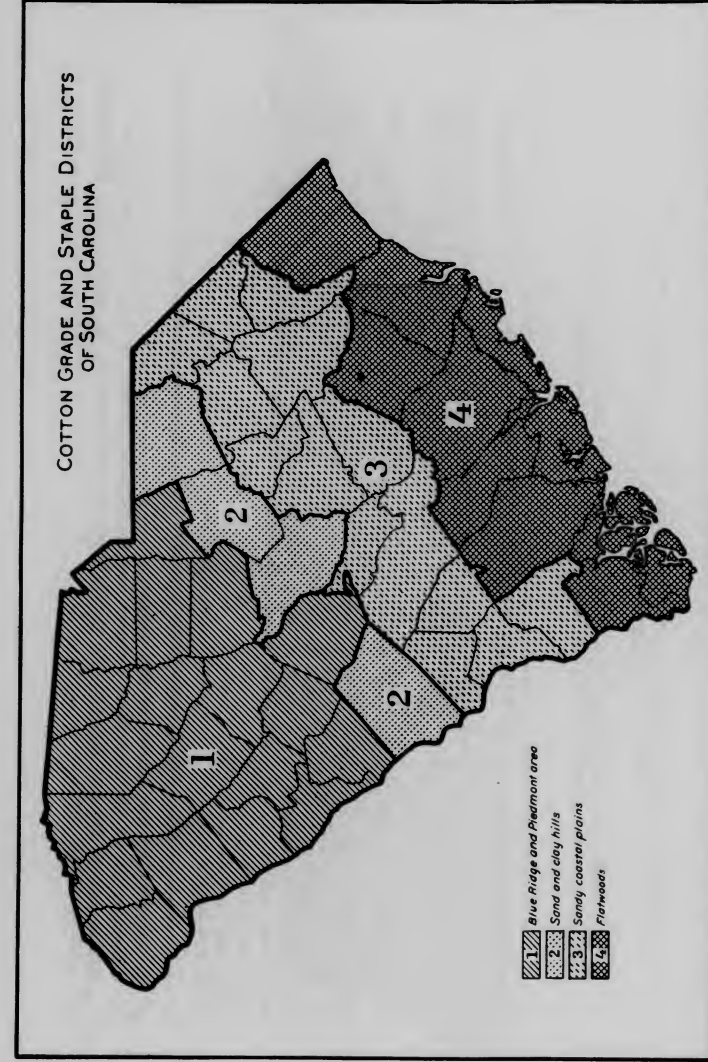 COTTON GRADE AND STAPLE DISTRICTS
OF SOUTH CAROLINA
1
2
2
3
4
1 Blue Ridge and Piedmont area
2 Sand and clay hills
3 Sandy coastal plains
4 Flatwoods